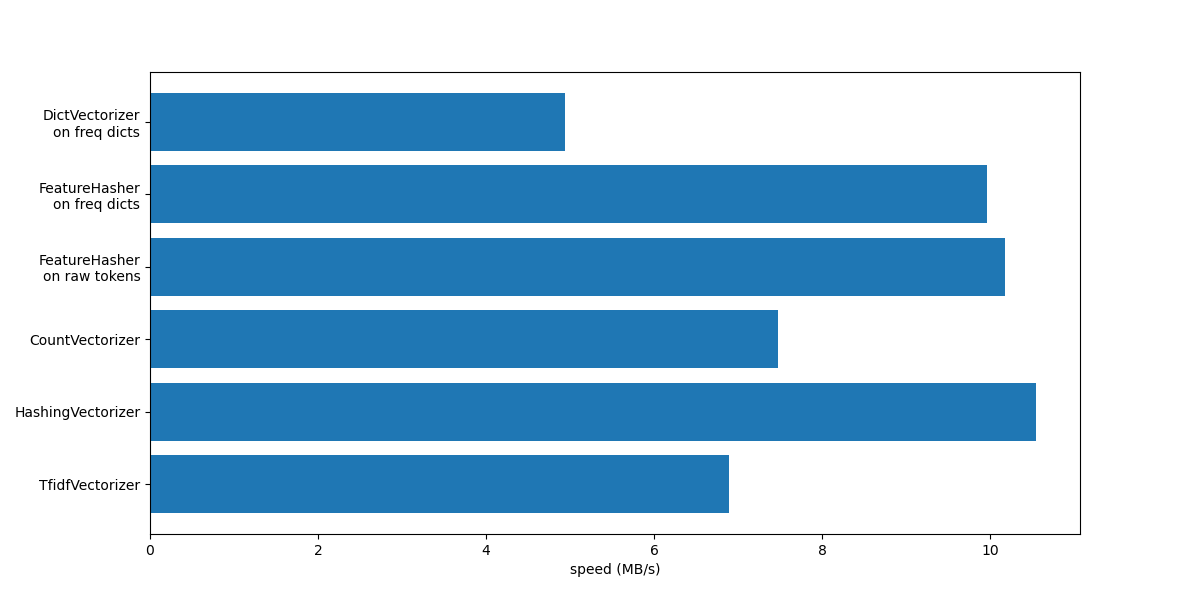 DictVectorizer
on freq dicts
FeatureHasher
on freq dicts
FeatureHasher
on raw tokens
CountVectorizer
HashingVectorizer
TfidfVectorizer
0 2 4 6 8 10
speed (MB/s)